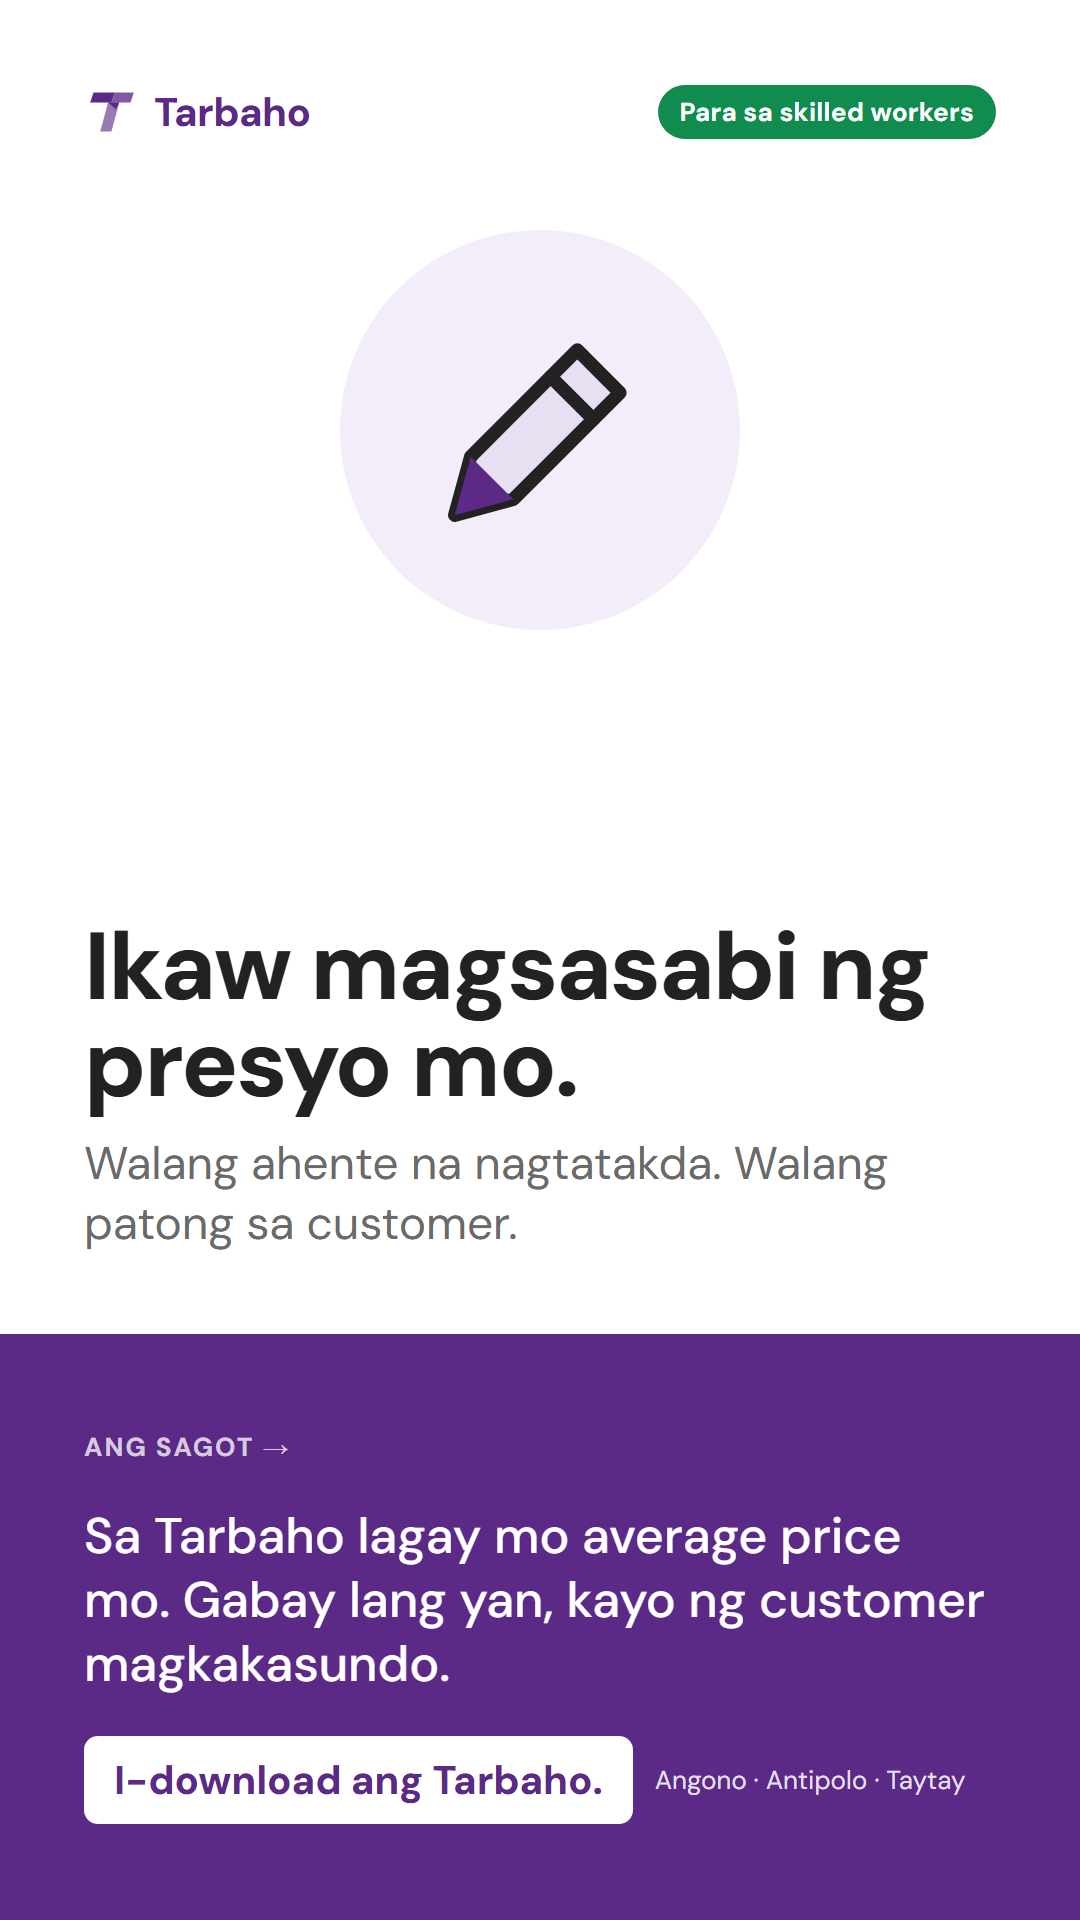 Tarbaho
Para sa skilled workers
Ikaw magsasabi ng
presyo mo.
Walang ahente na nagtatakda. Walang
patong sa customer.
ANG SAGOT →
Sa Tarbaho lagay mo average price
mo. Gabay lang yan, kayo ng customer
magkakasundo.
I-download ang Tarbaho.
Angono · Antipolo · Taytay